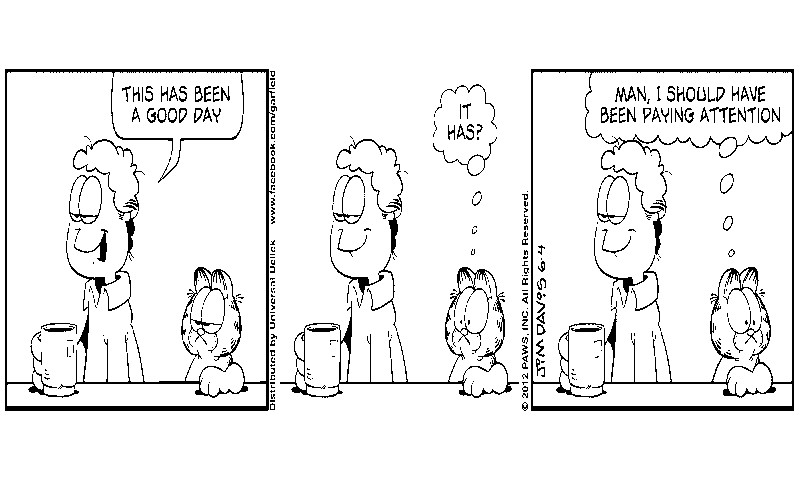 THIS HAS BEEN
A GOOD DAY
Distributed by Universal Uclick www.facebook.com/garfield
IT
HAS?
© 2012 PAWS, INC. All Rights Reserved.
JIM DAVIS 6·4
MAN, I SHOULD HAVE
BEEN PAYING ATTENTION